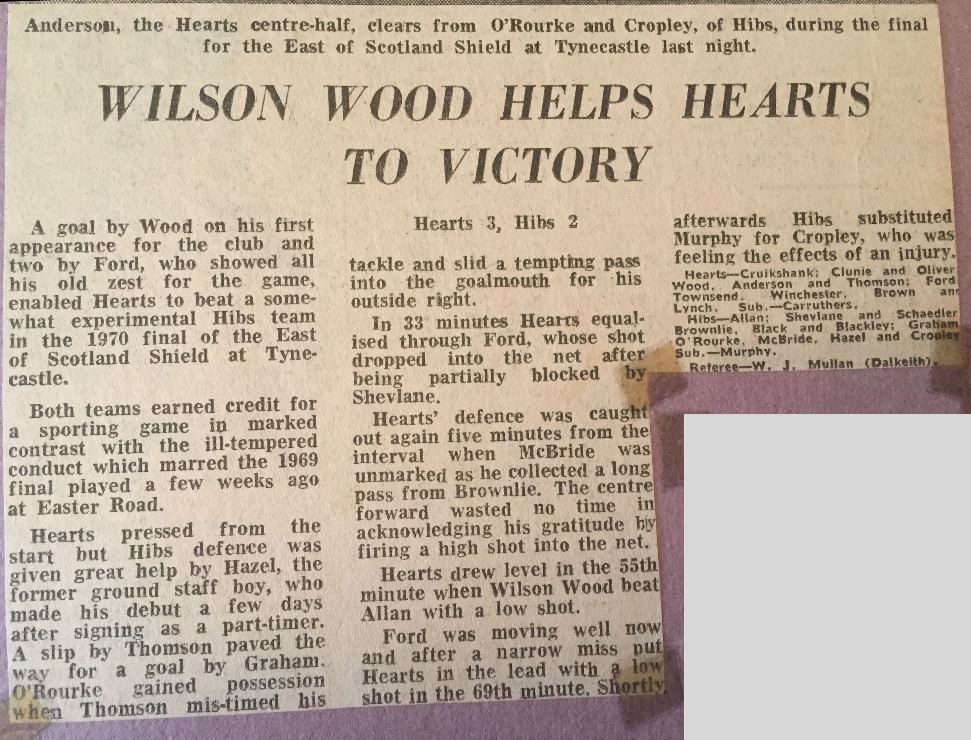 Anderson, the Hearts centre-half, clears from O'Rourke and Cropley, of Hibs, during the final
for the East of Scotland Shield at Tynecastle last night.
WILSON WOOD HELPS HEARTS
TO VICTORY
A goal by Wood on his first
appearance for the club and
two by Ford, who showed all
his old zest for the game,
enabled Hearts to beat a some-
what experimental Hibs team
in the 1970 final of the East
of Scotland Shield at Tyne-
castle.
Both teams earned credit for
a sporting game in marked
contrast with the ill-tempered
conduct which marred the 1969
final played a few weeks ago
at Easter Road.
Hearts pressed from the
start but Hibs defence was
given great help by Hazel, the
former ground staff boy, who
made his debut a few days
after signing as a part-timer.
A slip by Thomson paved the
way for a goal by Graham.
O'Rourke gained possession
when Thomson mis-timed his
Hearts 3, Hibs 2
tackle and slid a tempting pass
into the goalmouth for his
outside right.
In 33 minutes Hearts equal-
ised through Ford, whose shot
dropped into the net after
being partially blocked by
Shevlane.
Hearts' defence was caught
out again five minutes from the
interval when McBride was
unmarked as he collected a long
pass from Brownlie. The centre
forward wasted no time in
acknowledging his gratitude by
firing a high shot into the net.
Hearts drew level in the 55th
minute when Wilson Wood beat
Allan with a low shot.
Ford was moving well now
and after a narrow miss put
Hearts in the lead with a low
shot in the 69th minute. Shortly
afterwards Hibs substituted
Murphy for Cropley, who was
feeling the effects of an injury.
Hearts—Cruikshank; Clunie and Oliver
Wood, Anderson and Thomson; Ford
Townsend, Winchester, Brown and
Lynch. Sub.—Carruthers.
Hibs—Allan; Shevlane and Schaedler
Brownlie, Black and Blackley; Graham
O'Rourke, McBride, Hazel and Cropley
Sub.—Murphy.
Referee—W. J. Mullan (Dalkeith).